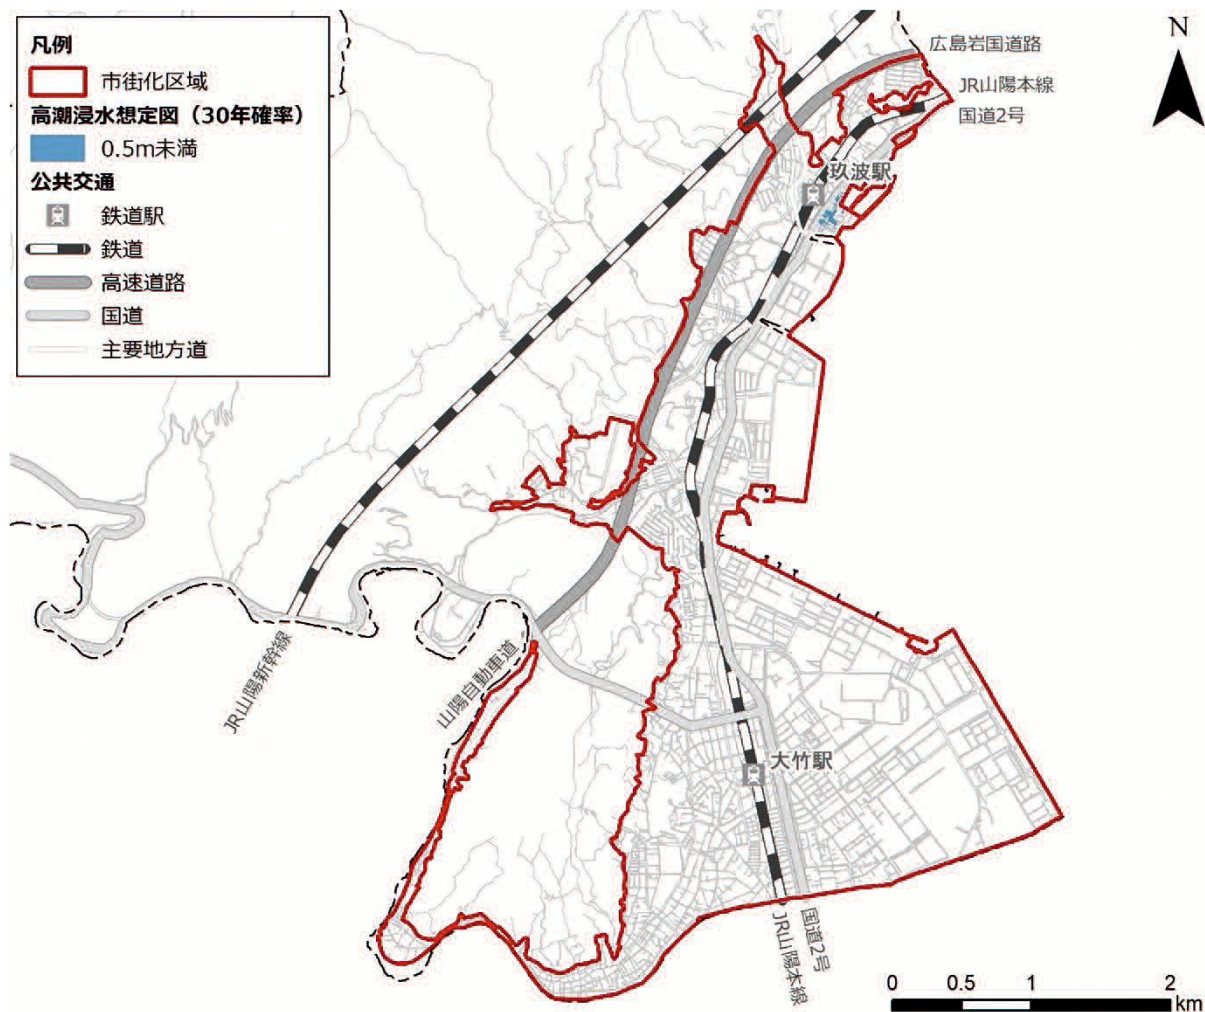 凡例
市街化区域
高潮浸水想定図（30年確率）
0.5m未満
公共交通
鉄道駅
鉄道
高速道路
国道
主要地方道
N
広島岩国道路
JR山陽本線
国道2号
玖波駅
JR山陽新幹線
山陽自動車道
大竹駅
国道2号
JR山陽本線
0 0.5 1 2
km